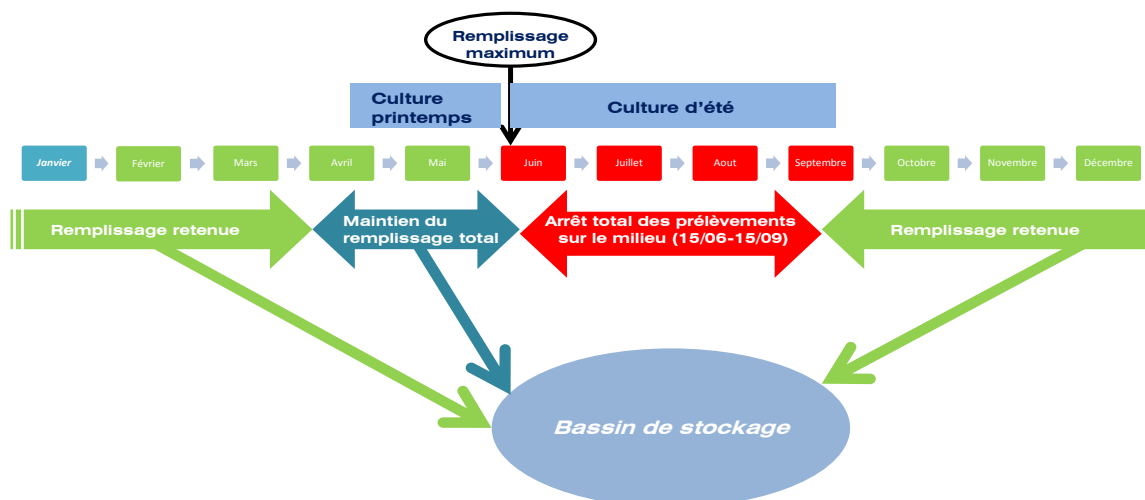 Remplissage
maximum
Culture
printemps
Culture d'été
Janvier
Février
Mars
Avril
Mai
Juin
Juillet
Aout
Septembre
Octobre
Novembre
Décembre
Remplissage retenue
Maintien du
remplissage total
Arrêt total des prélèvements
sur le milieu (15/06-15/09)
Remplissage retenue
Bassin de stockage